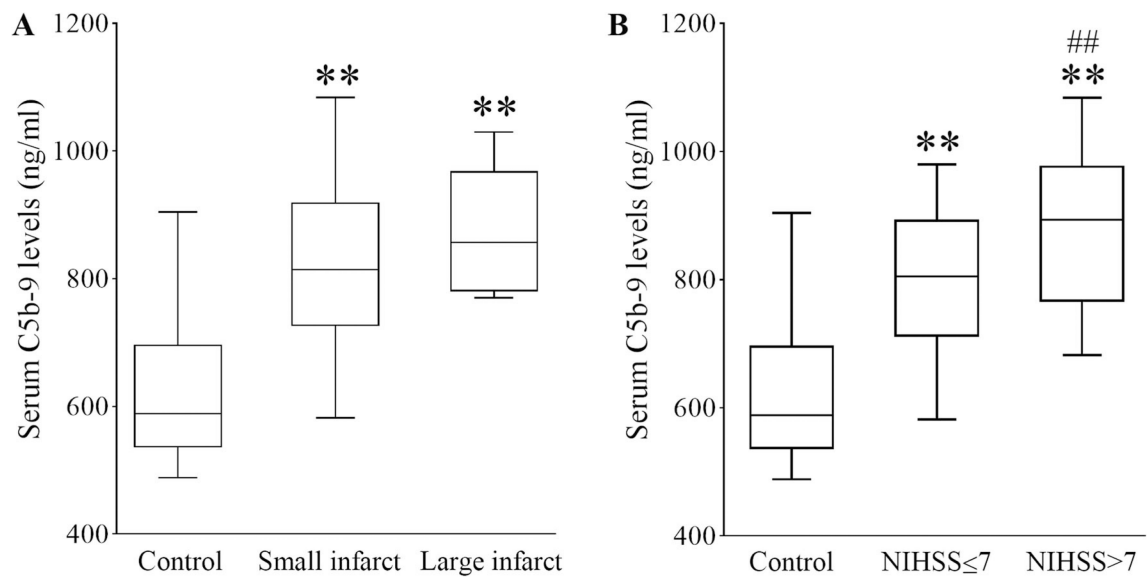 A
Serum C5b-9 levels (ng/ml)
1200
1000
800
600
400
**
**
Control
Small infarct
Large infarct
B
Serum C5b-9 levels (ng/ml)
1200
1000
800
600
400
**
##
**
Control
NIHSS≤7
NIHSS>7